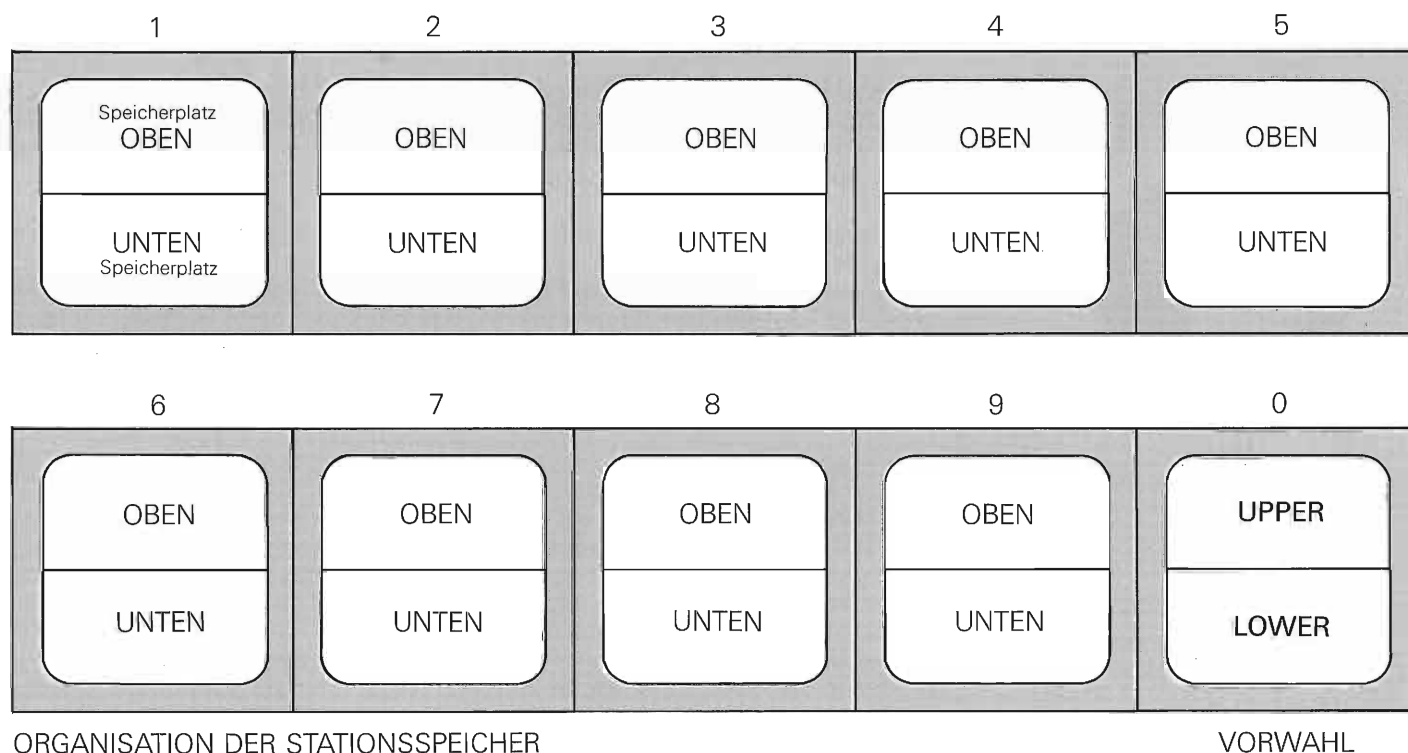 1 2 3 4 5
Speicherplatz
OBEN OBEN OBEN OBEN OBEN
UNTEN UNTEN UNTEN UNTEN UNTEN
Speicherplatz
6 7 8 9 0
OBEN OBEN OBEN OBEN UPPER
UNTEN UNTEN UNTEN UNTEN LOWER
ORGANISATION DER STATIONSSPEICHER VORWAHL